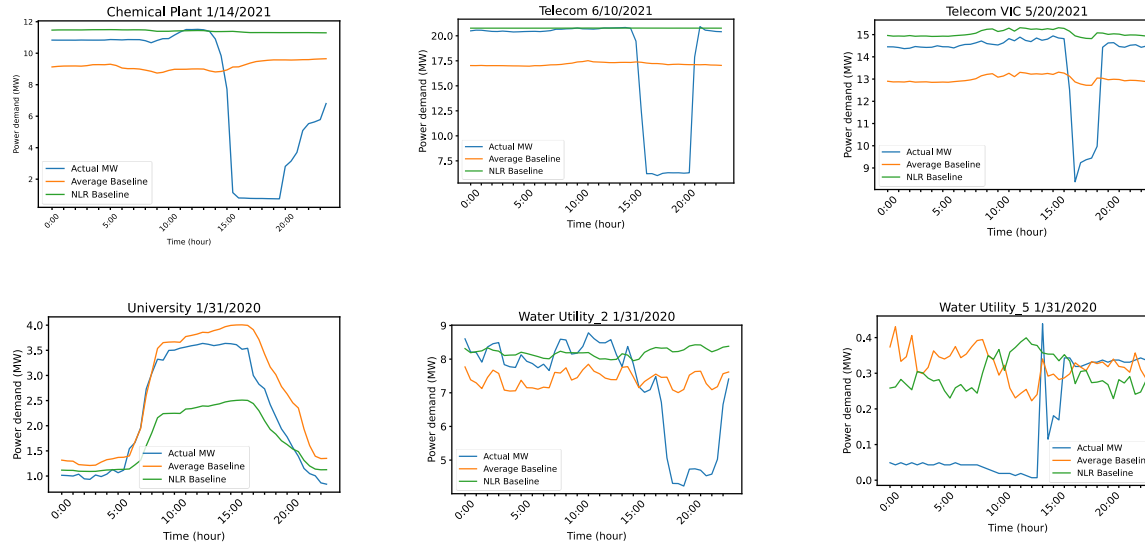 Chemical Plant 1/14/2021
12
10
8
6
4
2
Power demand (MW)
Actual MW
Average Baseline
NLR Baseline
0:00
5:00
10:00
15:00
20:00
Time (hour)
Telecom 6/10/2021
20.0
17.5
15.0
12.5
10.0
7.5
Power demand (MW)
Actual MW
Average Baseline
NLR Baseline
0:00
5:00
10:00
15:00
20:00
Time (hour)
Telecom VIC 5/20/2021
15
14
13
12
11
10
9
Power demand (MW)
Actual MW
Average Baseline
NLR Baseline
0:00
5:00
10:00
15:00
20:00
Time (hour)
University 1/31/2020
4.0
3.5
3.0
2.5
2.0
1.5
1.0
Power demand (MW)
Actual MW
Average Baseline
NLR Baseline
0:00
5:00
10:00
15:00
20:00
Time (hour)
Water Utility_2 1/31/2020
9
8
7
6
5
Power demand (MW)
Actual MW
Average Baseline
NLR Baseline
0:00
5:00
10:00
15:00
20:00
Time (hour)
Water Utility_5 1/31/2020
0.4
0.3
0.2
0.1
0.0
Power demand (MW)
Actual MW
Average Baseline
NLR Baseline
0:00
5:00
10:00
15:00
20:00
Time (hour)